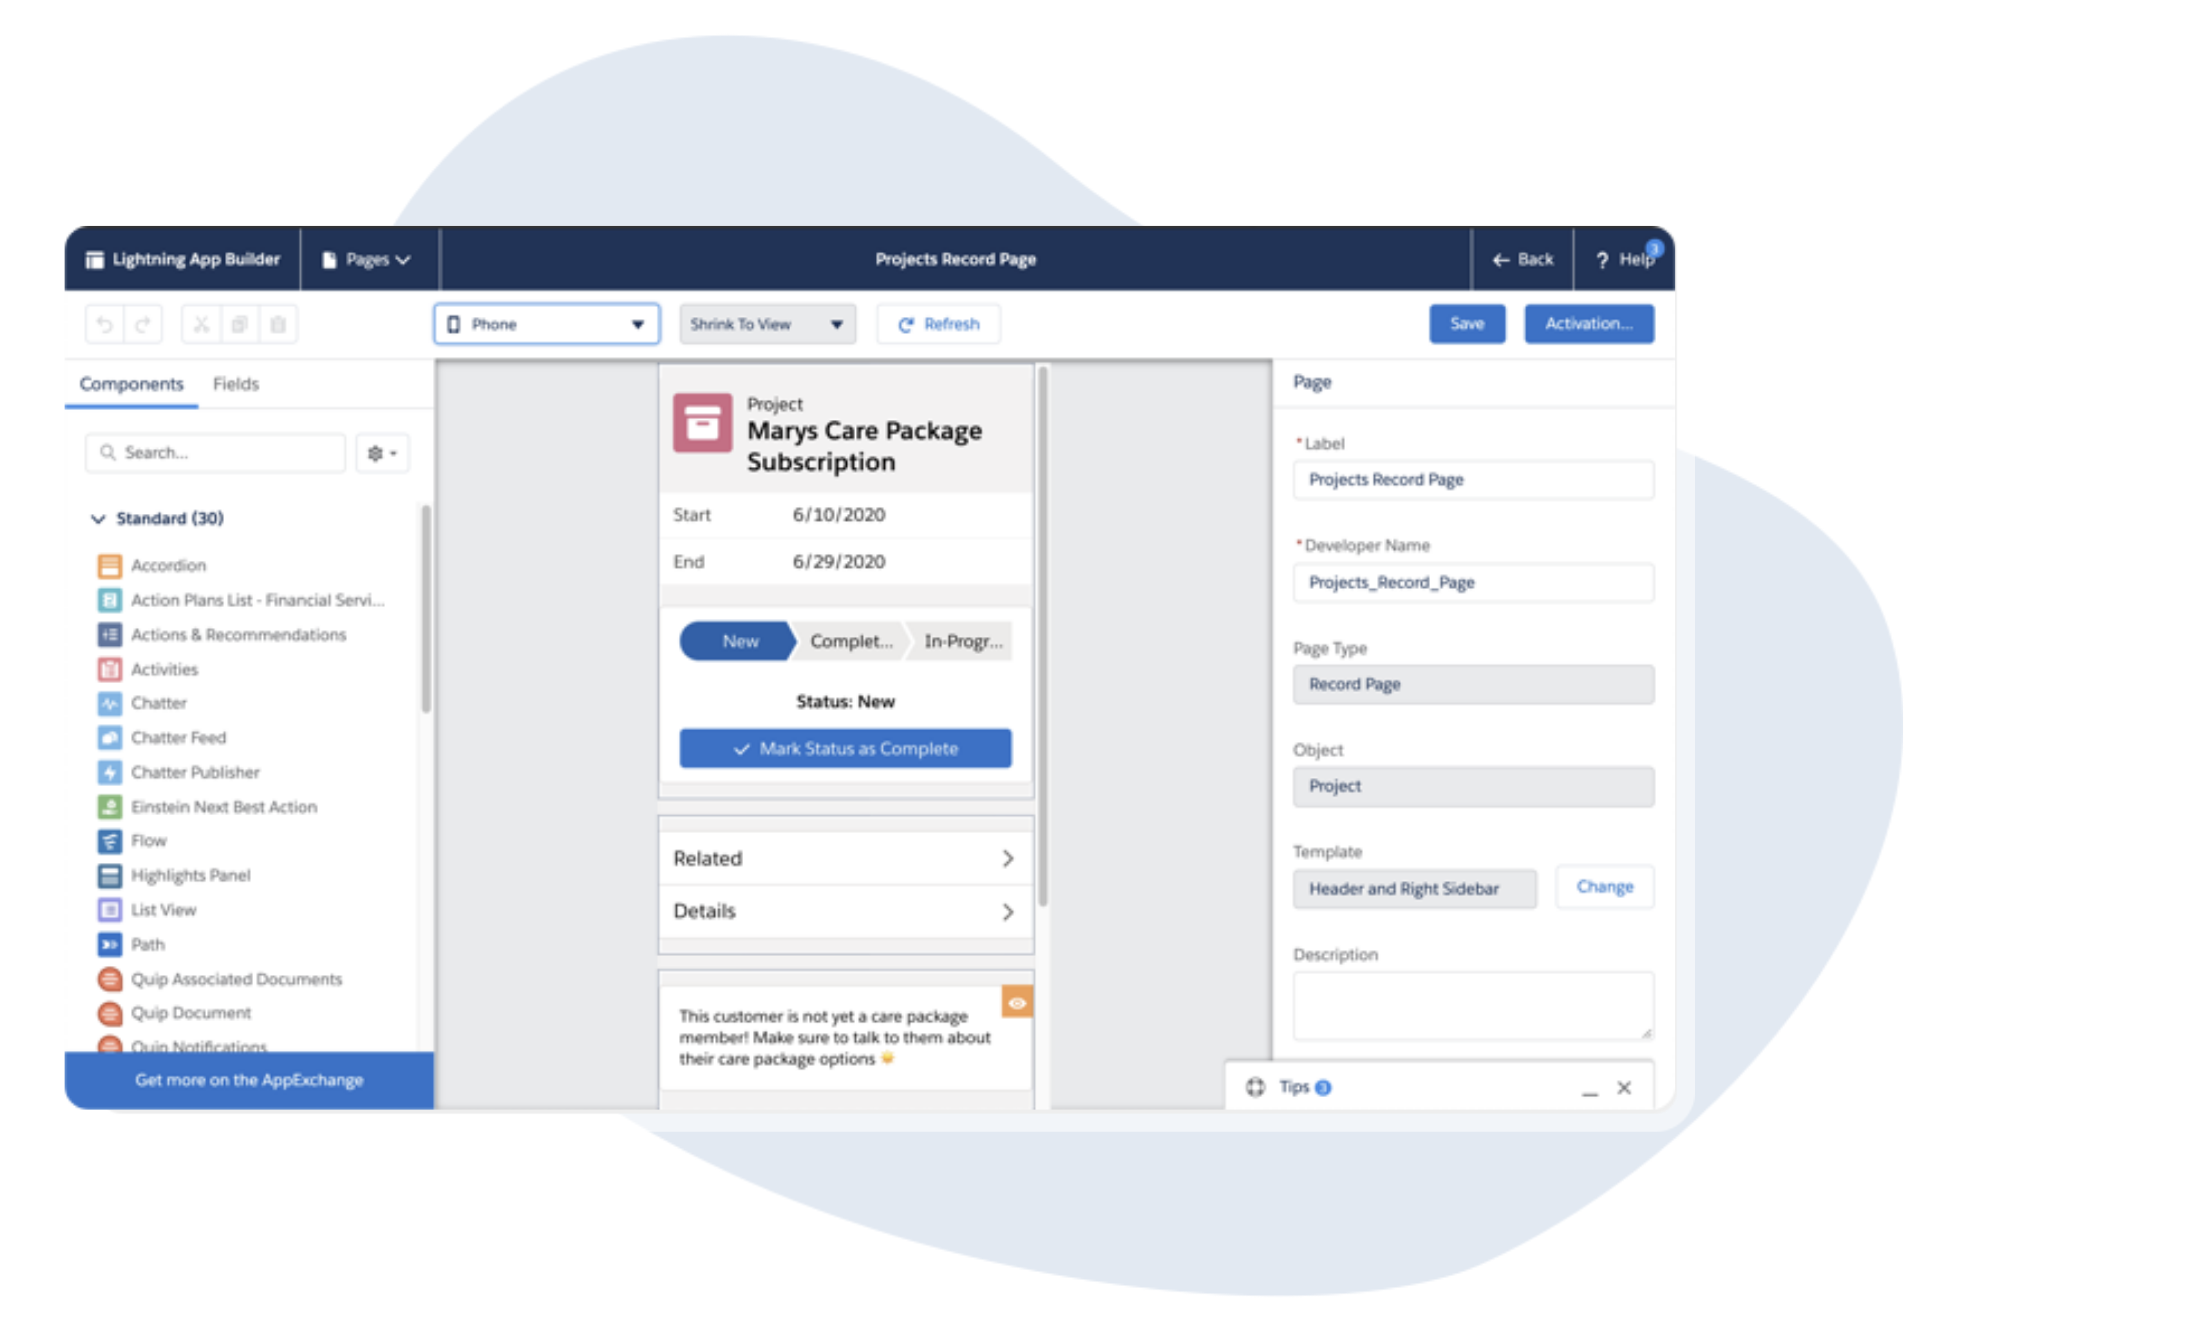 Lightning App Builder
Pages
Projects Record Page
Back
? Help
3
Phone
Shrink To View
Refresh
Save
Activation...
Components
Fields
Search...
Standard (30)
Accordion
Action Plans List - Financial Servi...
Actions & Recommendations
Activities
Chatter
Chatter Feed
Chatter Publisher
Einstein Next Best Action
Flow
Highlights Panel
List View
Path
Quip Associated Documents
Quip Document
Quip Notifications
Get more on the AppExchange
Project
Marys Care Package
Subscription
Start 6/10/2020
End 6/29/2020
New
Complet...
In-Progr...
Status: New
Mark Status as Complete
Related
Details
This customer is not yet a care package
member! Make sure to talk to them about
their care package options
Page
*Label
Projects Record Page
*Developer Name
Projects_Record_Page
Page Type
Record Page
Object
Project
Template
Header and Right Sidebar
Change
Description
Tips 3